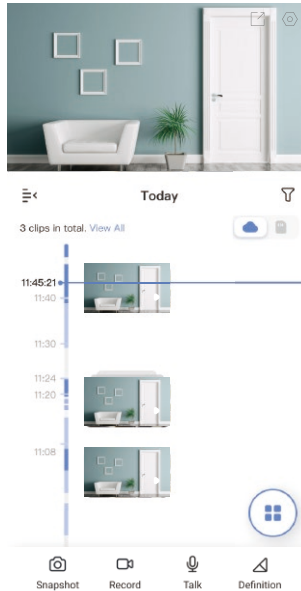 Today
3 clips in total. View All
11:45:21
11:40
11:30
11:24
11:20
11:08
Snapshot Record Talk Definition